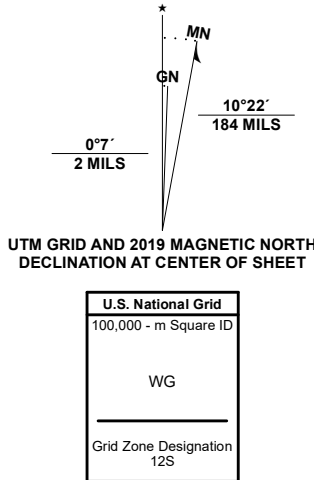 ★
MN
GN
0°7´
2 MILS
10°22´
184 MILS
UTM GRID AND 2019 MAGNETIC NORTH
DECLINATION AT CENTER OF SHEET
U.S. National Grid
100,000 - m Square ID
WG
Grid Zone Designation
12S